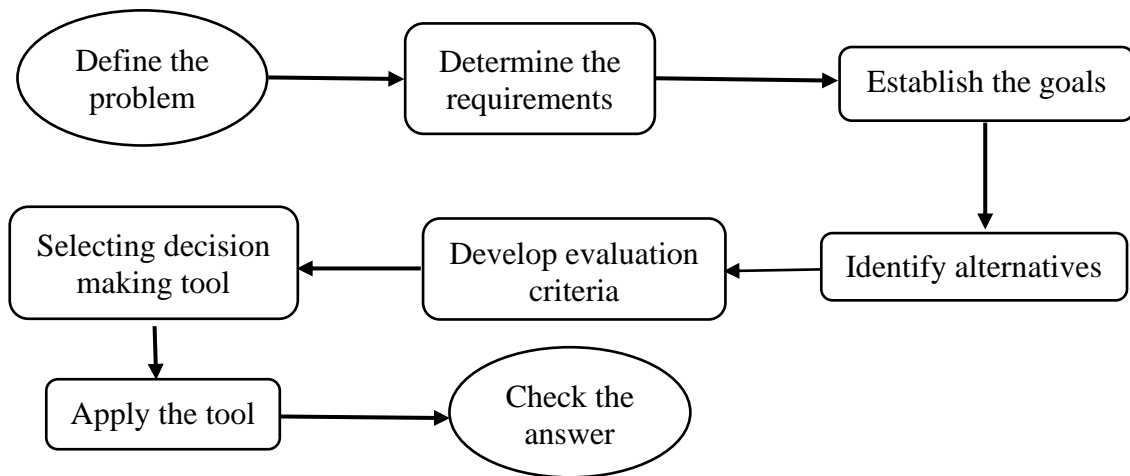 Define the
problem
Determine the
requirements
Establish the goals
Identify alternatives
Develop evaluation
criteria
Selecting decision
making tool
Apply the tool
Check the
answer